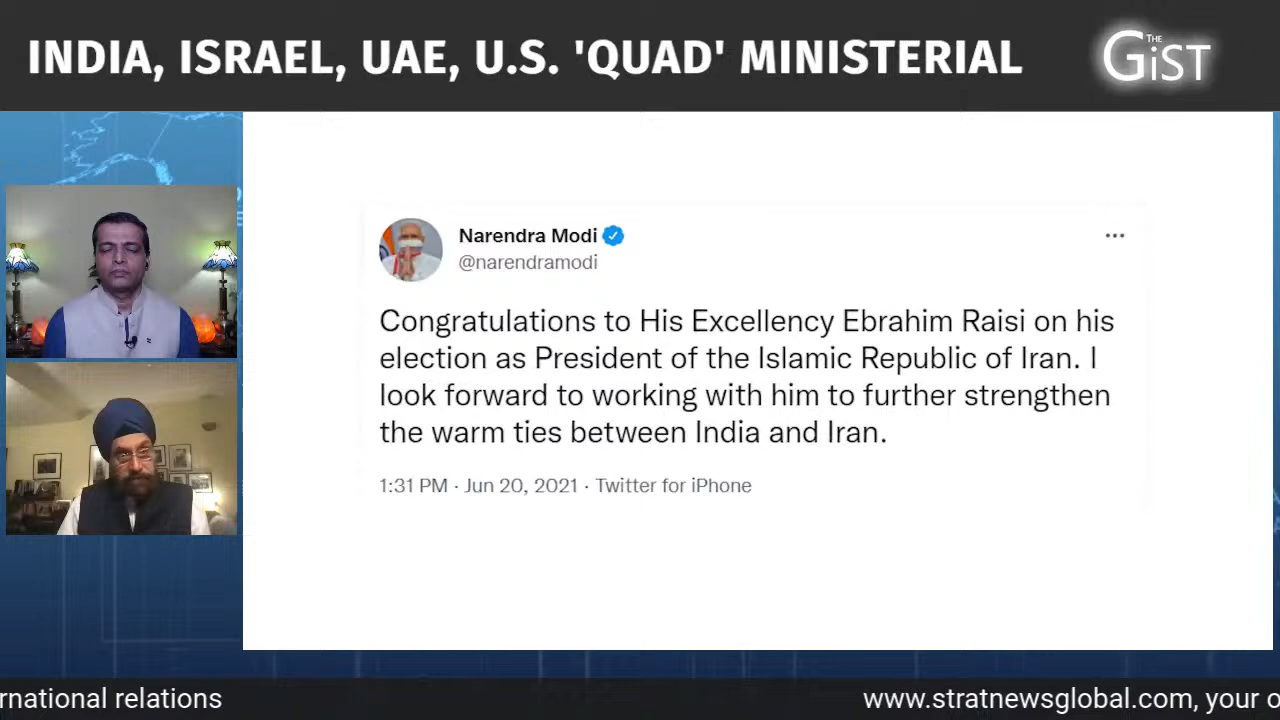 INDIA, ISRAEL, UAE, U.S. 'QUAD' MINISTERIAL
THE
GiST
Narendra Modi
@narendramodi
Congratulations to His Excellency Ebrahim Raisi on his
election as President of the Islamic Republic of Iran. I
look forward to working with him to further strengthen
the warm ties between India and Iran.
1:31 PM · Jun 20, 2021 · Twitter for iPhone
rnational relations
www.stratnewsglobal.com, your o